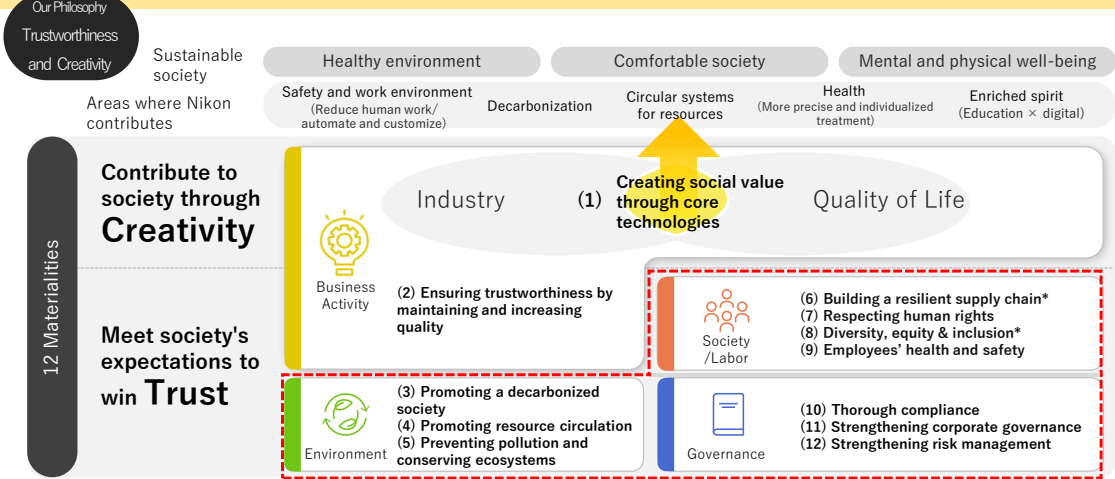 Our Philosophy
Trustworthiness
and Creativity
Sustainable
society
Healthy environment
Comfortable society
Mental and physical well-being
Areas where Nikon
contributes
Safety and work environment
(Reduce human work/
automate and customize)
Decarbonization
Circular systems
for resources
Health
(More precise and individualized
treatment)
Enriched spirit
(Education × digital)
12 Materialities
Contribute to
society through
Creativity
Industry
(1)
Creating social value
through core
technologies
Quality of Life
Business
Activity
(2) Ensuring trustworthiness by
maintaining and increasing
quality
Meet society's
expectations to
win Trust
Society
/Labor
(6) Building a resilient supply chain*
(7) Respecting human rights
(8) Diversity, equity & inclusion*
(9) Employees' health and safety
Environment
(3) Promoting a decarbonized
society
(4) Promoting resource circulation
(5) Preventing pollution and
conserving ecosystems
Governance
(10) Thorough compliance
(11) Strengthening corporate governance
(12) Strengthening risk management